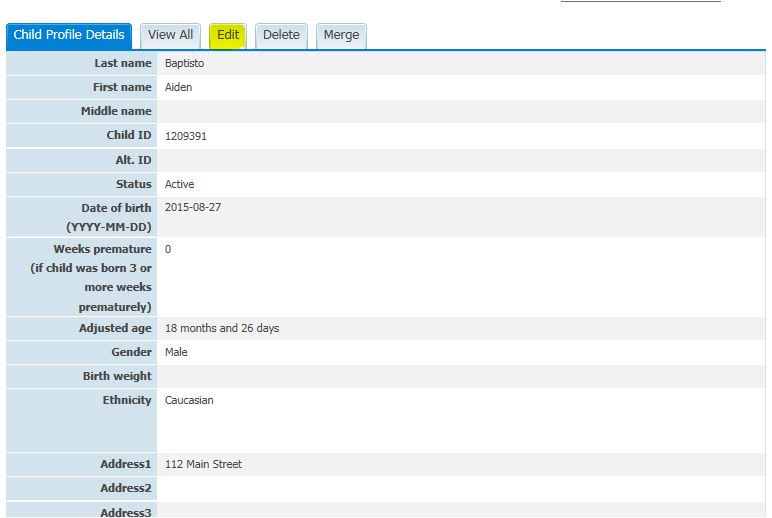 Child Profile Details View All Edit Delete Merge
Last name Baptisto
First name Aiden
Middle name
Child ID 1209391
Alt. ID
Status Active
Date of birth 2015-08-27
(YYYY-MM-DD)
Weeks premature 0
(if child was born 3 or
more weeks
prematurely)
Adjusted age 18 months and 26 days
Gender Male
Birth weight
Ethnicity Caucasian
Address1 112 Main Street
Address2
Address3